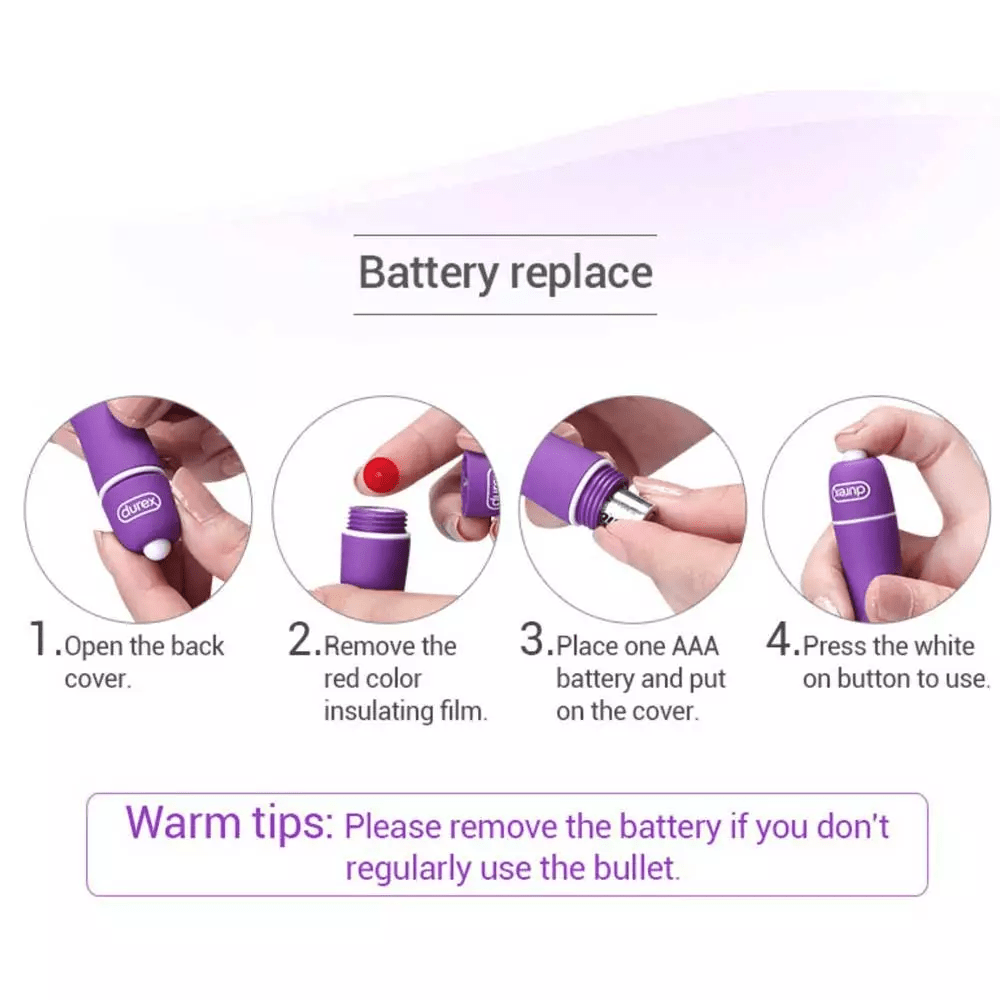 Battery replace
durex
durex
durex
1.Open the back
cover.
2.Remove the
red color
insulating film.
3.Place one AAA
battery and put
on the cover.
4.Press the white
on button to use.
Warm tips: Please remove the battery if you don't
regularly use the bullet.